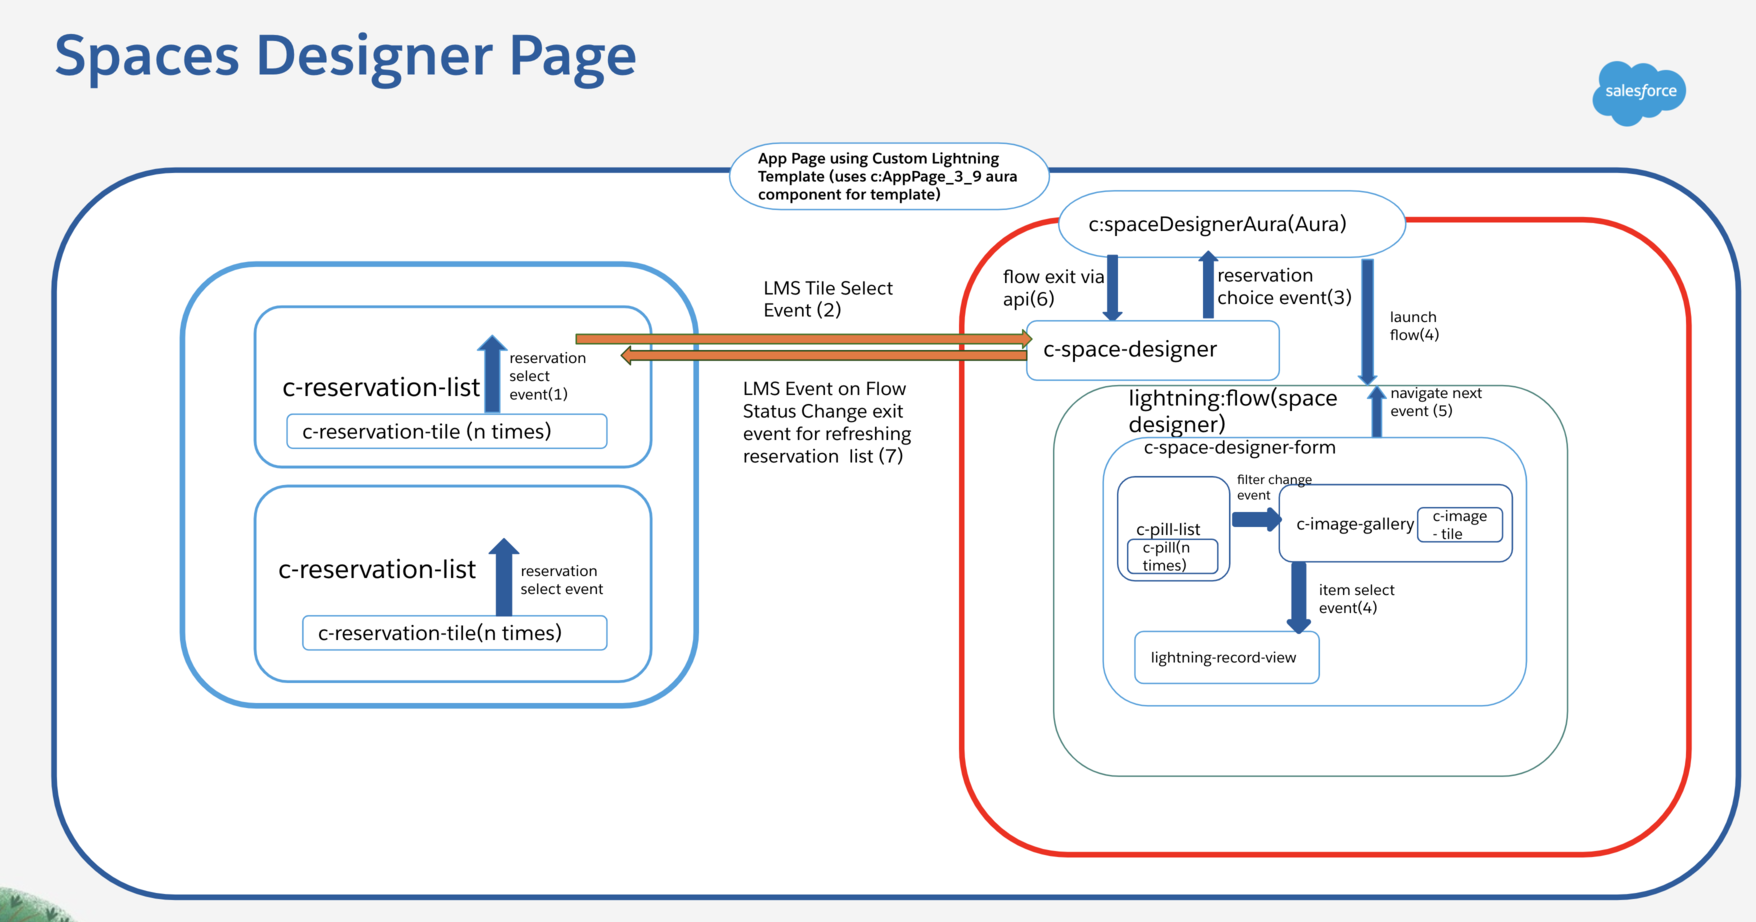 Spaces Designer Page
salesforce
App Page using Custom Lightning
Template (uses c:AppPage_3_9 aura
component for template)
c:spaceDesignerAura(Aura)
flow exit via
api(6)
reservation
choice event(3)
launch
flow(4)
LMS Tile Select
Event (2)
c-space-designer
reservation
select
event(1)
c-reservation-list
c-reservation-tile (n times)
LMS Event on Flow
Status Change exit
event for refreshing
reservation  list (7)
lightning:flow(space
designer)
navigate next
event (5)
c-space-designer-form
filter change
event
c-pill-list
c-pill(n
times)
c-image-gallery
c-image
- tile
item select
event(4)
lightning-record-view
c-reservation-list
reservation
select event
c-reservation-tile(n times)